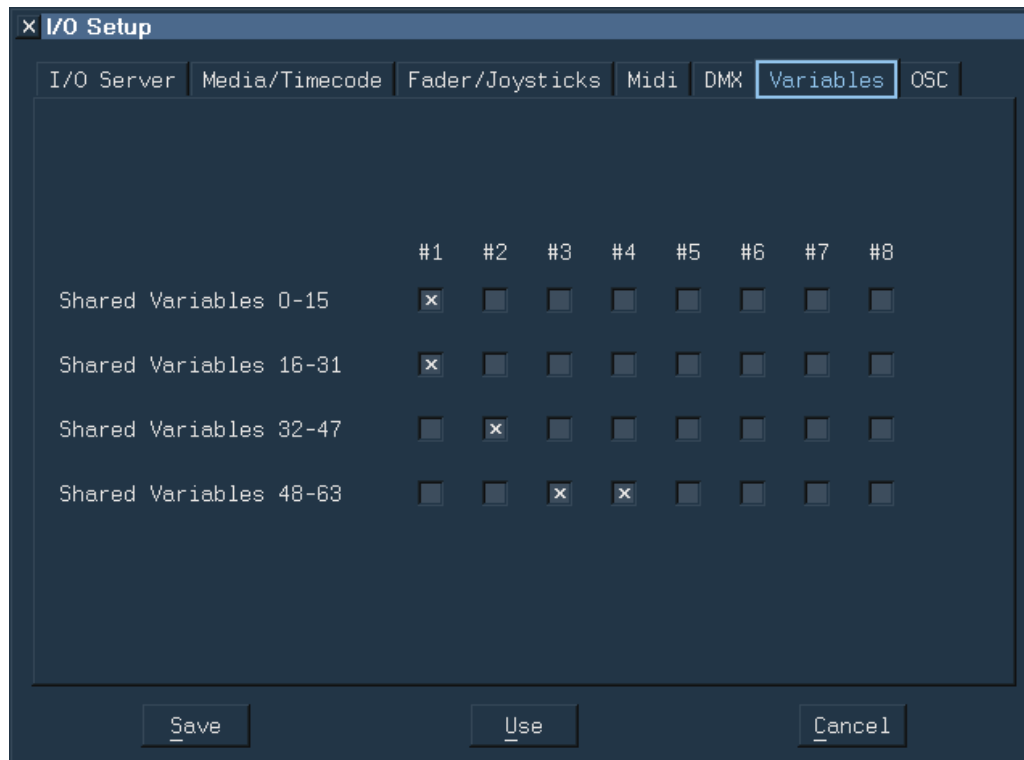 I/O Setup
I/O Server Media/Timecode Fader/Joysticks Midi DMX Variables OSC
#1 #2 #3 #4 #5 #6 #7 #8
Shared Variables 0-15
Shared Variables 16-31
Shared Variables 32-47
Shared Variables 48-63
Save Use Cancel